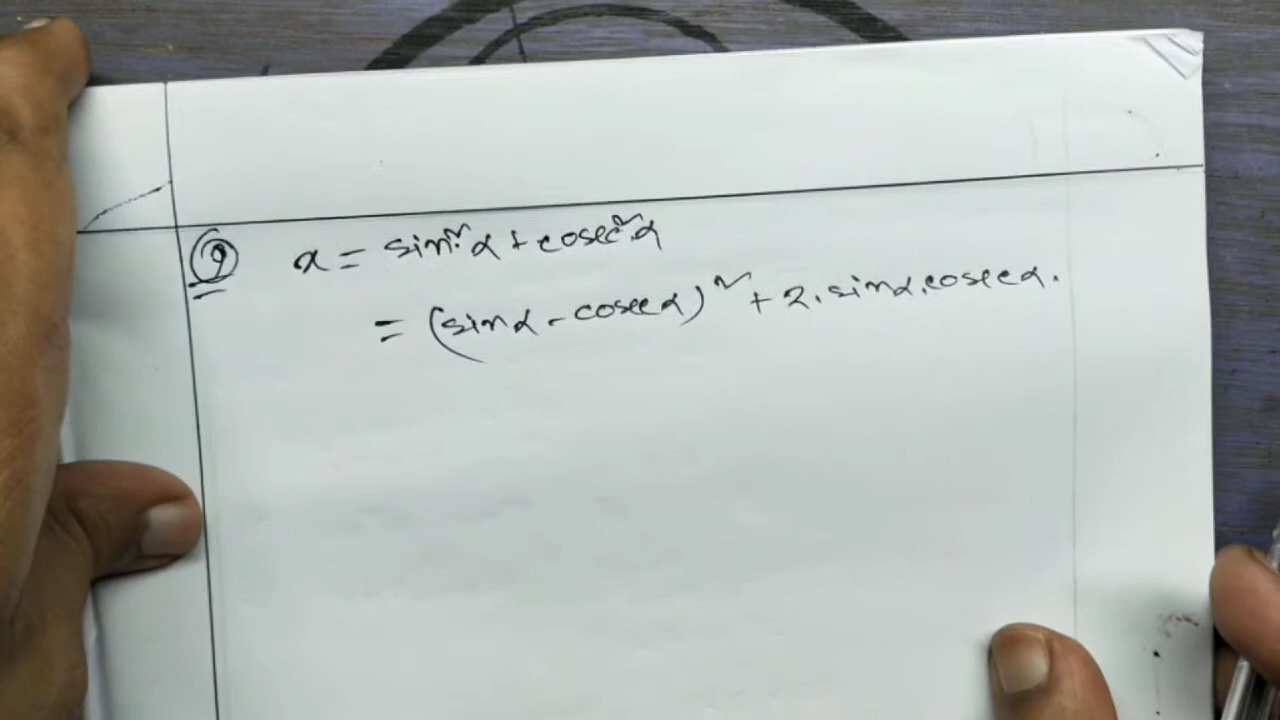 9 x = sin²α + cosec²α
= (sinα - cosecα)² + 2.sinα.cosecα.